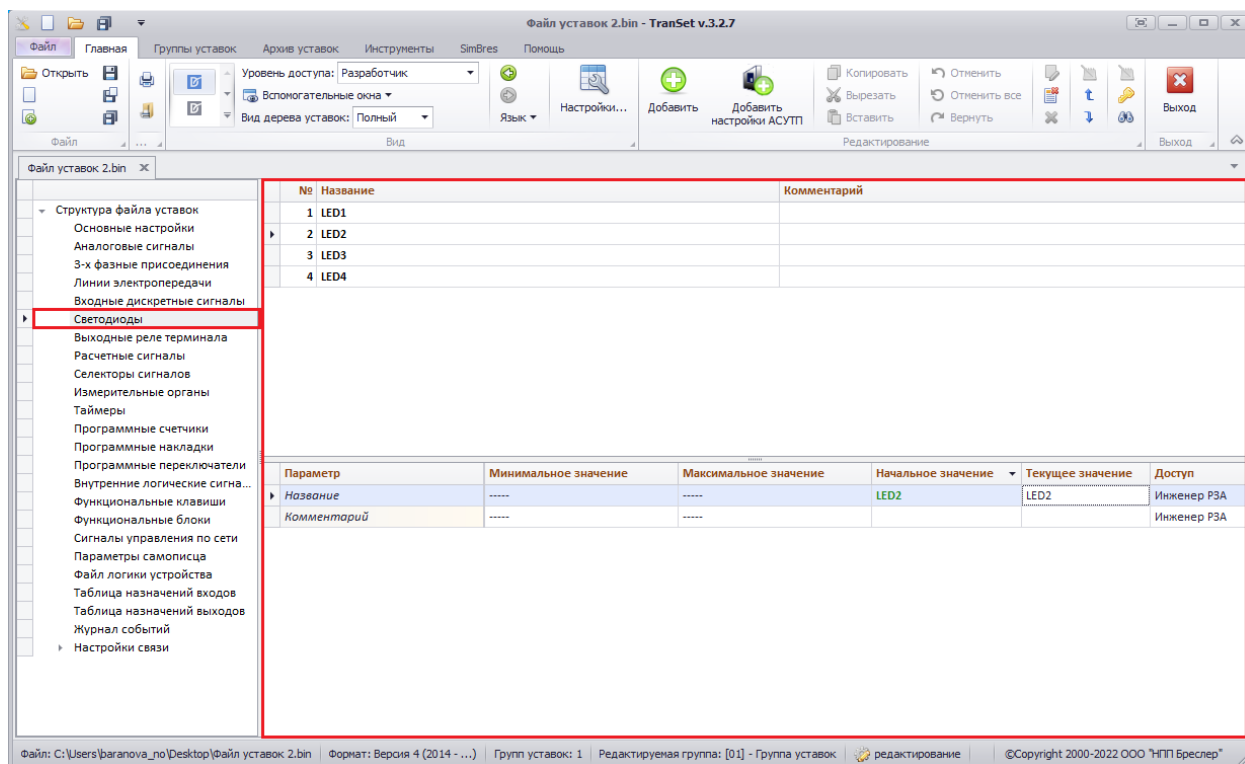 Файл уставок 2.bin - TranSet v.3.2.7
Файл Главная Группы уставок Архив уставок Инструменты SimBres Помощь
Открыть Уровень доступа: Разработчик Копировать Отменить
Вспомогательные окна Вырезать Отменить все
Вид дерева уставок: Полный Язык Настройки... Добавить Добавить настройки АСУТП Вставить Вернуть Выход
Файл ... Вид Редактирование Выход
Файл уставок 2.bin
№ Название Комментарий
1 LED1
2 LED2
3 LED3
4 LED4
Структура файла уставок
Основные настройки
Аналоговые сигналы
3-х фазные присоединения
Линии электропередачи
Входные дискретные сигналы
Светодиоды
Выходные реле терминала
Расчетные сигналы
Селекторы сигналов
Измерительные органы
Таймеры
Программные счетчики
Программные накладки
Программные переключатели
Внутренние логические сигна...
Функциональные клавиши
Функциональные блоки
Сигналы управления по сети
Параметры самописца
Файл логики устройства
Таблица назначений входов
Таблица назначений выходов
Журнал событий
Настройки связи
Параметр Минимальное значение Максимальное значение Начальное значение Текущее значение Доступ
Название ----- ----- LED2 LED2 Инженер РЗА
Комментарий ----- ----- Инженер РЗА
Файл: C:\Users\baranova_no\Desktop\Файл уставок 2.bin Формат: Версия 4 (2014 - ...) Групп уставок: 1 Редактируемая группа: [01] - Группа уставок редактирование ©Copyright 2000-2022 ООО "НПП Бреслер"